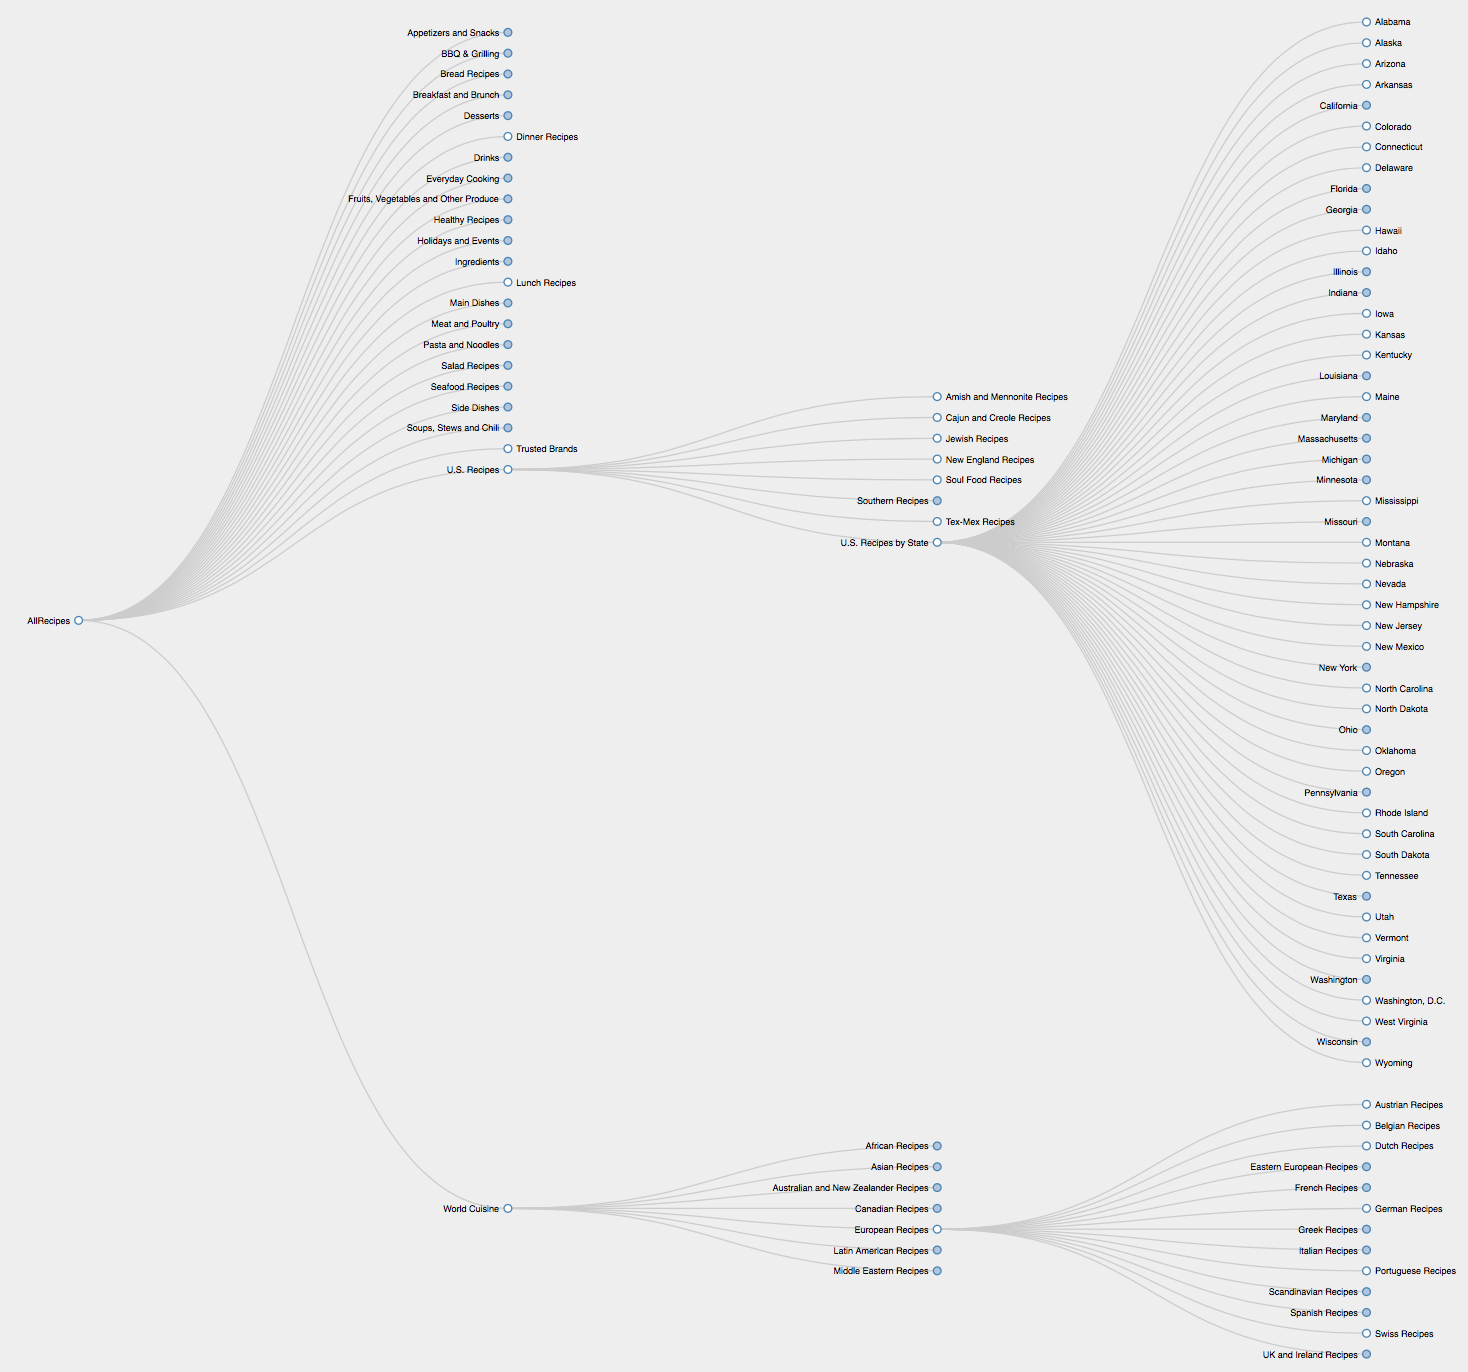 AllRecipes
Appetizers and Snacks
BBQ & Grilling
Bread Recipes
Breakfast and Brunch
Desserts
Dinner Recipes
Drinks
Everyday Cooking
Fruits, Vegetables and Other Produce
Healthy Recipes
Holidays and Events
Ingredients
Lunch Recipes
Main Dishes
Meat and Poultry
Pasta and Noodles
Salad Recipes
Seafood Recipes
Side Dishes
Soups, Stews and Chili
Trusted Brands
U.S. Recipes
World Cuisine
Amish and Mennonite Recipes
Cajun and Creole Recipes
Jewish Recipes
New England Recipes
Soul Food Recipes
Southern Recipes
Tex-Mex Recipes
U.S. Recipes by State
African Recipes
Asian Recipes
Australian and New Zealander Recipes
Canadian Recipes
European Recipes
Latin American Recipes
Middle Eastern Recipes
Alabama
Alaska
Arizona
Arkansas
California
Colorado
Connecticut
Delaware
Florida
Georgia
Hawaii
Idaho
Illinois
Indiana
Iowa
Kansas
Kentucky
Louisiana
Maine
Maryland
Massachusetts
Michigan
Minnesota
Mississippi
Missouri
Montana
Nebraska
Nevada
New Hampshire
New Jersey
New Mexico
New York
North Carolina
North Dakota
Ohio
Oklahoma
Oregon
Pennsylvania
Rhode Island
South Carolina
South Dakota
Tennessee
Texas
Utah
Vermont
Virginia
Washington
Washington, D.C.
West Virginia
Wisconsin
Wyoming
Austrian Recipes
Belgian Recipes
Dutch Recipes
Eastern European Recipes
French Recipes
German Recipes
Greek Recipes
Italian Recipes
Portuguese Recipes
Scandinavian Recipes
Spanish Recipes
Swiss Recipes
UK and Ireland Recipes